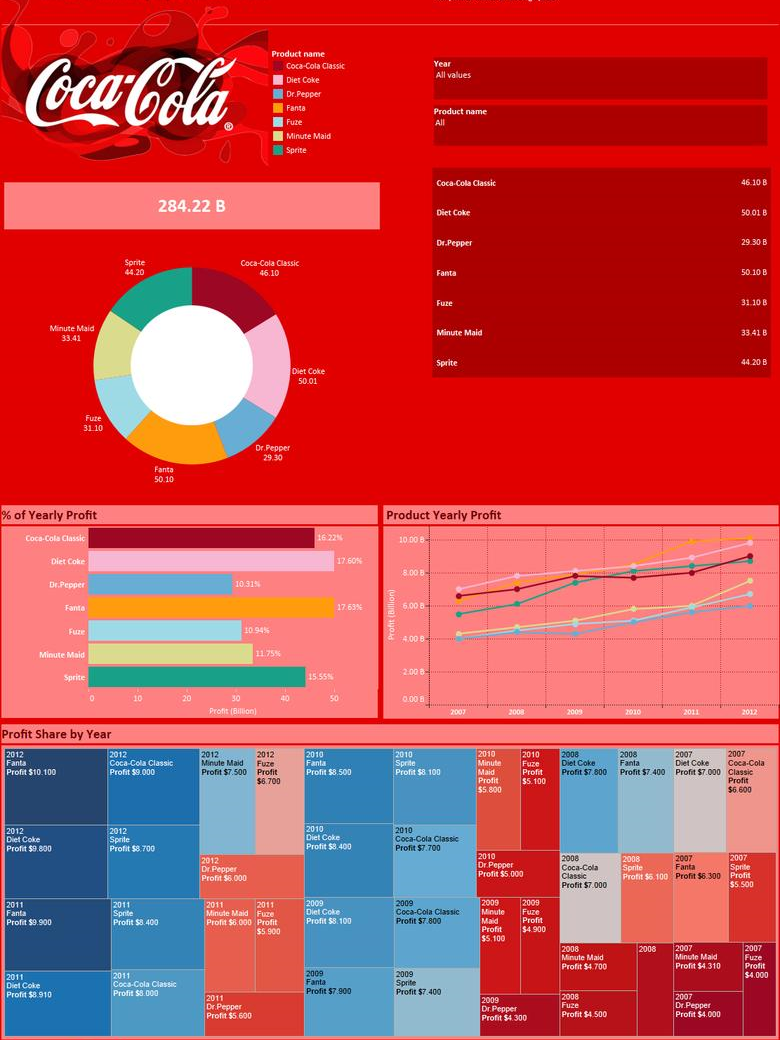 Coca-Cola®
Product name
Coca-Cola Classic
Diet Coke
Dr.Pepper
Fanta
Fuze
Minute Maid
Sprite
Year
All values
Product name
All
284.22 B
Coca-Cola Classic 46.10 B
Diet Coke 50.01 B
Dr.Pepper 29.30 B
Fanta 50.10 B
Fuze 31.10 B
Minute Maid 33.41 B
Sprite 44.20 B
Sprite
44.20
Coca-Cola Classic
46.10
Minute Maid
33.41
Diet Coke
50.01
Fuze
31.10
Dr.Pepper
29.30
Fanta
50.10
% of Yearly Profit
Coca-Cola Classic 16.22%
Diet Coke 17.60%
Dr.Pepper 10.31%
Fanta 17.63%
Fuze 10.94%
Minute Maid 11.75%
Sprite 15.55%
0 10 20 30 40 50
Profit (Billion)
Product Yearly Profit
Profit (Billion)
10.00 B
8.00 B
6.00 B
4.00 B
2.00 B
0.00 B
2007 2008 2009 2010 2011 2012
Profit Share by Year
2012
Fanta
Profit $10.100
2012
Coca-Cola Classic
Profit $9.000
2012
Minute Maid
Profit $7.500
2012
Fuze
Profit
$6.700
2012
Diet Coke
Profit $9.800
2012
Sprite
Profit $8.700
2012
Dr.Pepper
Profit $6.000
2011
Fanta
Profit $9.900
2011
Sprite
Profit $8.400
2011
Minute Maid
Profit $6.000
2011
Fuze
Profit
$5.900
2011
Diet Coke
Profit $8.910
2011
Coca-Cola Classic
Profit $8.000
2011
Dr.Pepper
Profit $5.600
2010
Fanta
Profit $8.500
2010
Sprite
Profit $8.100
2010
Minute
Maid
Profit
$5.800
2010
Fuze
Profit
$5.100
2010
Diet Coke
Profit $8.400
2010
Coca-Cola Classic
Profit $7.700
2010
Dr.Pepper
Profit $5.000
2009
Diet Coke
Profit $8.100
2009
Coca-Cola Classic
Profit $7.800
2009
Minute
Maid
Profit
$5.100
2009
Fuze
Profit
$4.900
2009
Fanta
Profit $7.900
2009
Sprite
Profit $7.400
2009
Dr.Pepper
Profit $4.300
2008
Diet Coke
Profit $7.800
2008
Fanta
Profit $7.400
2007
Diet Coke
Profit $7.000
2007
Coca-Cola
Classic
Profit
$6.600
2008
Coca-Cola
Classic
Profit $7.000
2008
Sprite
Profit $6.100
2007
Fanta
Profit $6.300
2007
Sprite
Profit
$5.500
2008
Minute Maid
Profit $4.700
2008
2007
Minute Maid
Profit $4.310
2007
Fuze
Profit
$4.000
2008
Fuze
Profit $4.500
2007
Dr.Pepper
Profit $4.000